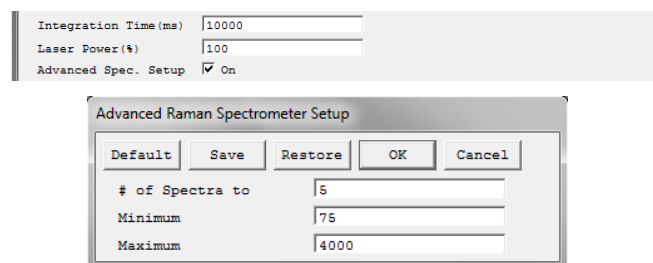 Integration Time(ms) 10000
Laser Power(%) 100
Advanced Spec. Setup On
Advanced Raman Spectrometer Setup
Default Save Restore OK Cancel
# of Spectra to 5
Minimum 75
Maximum 4000